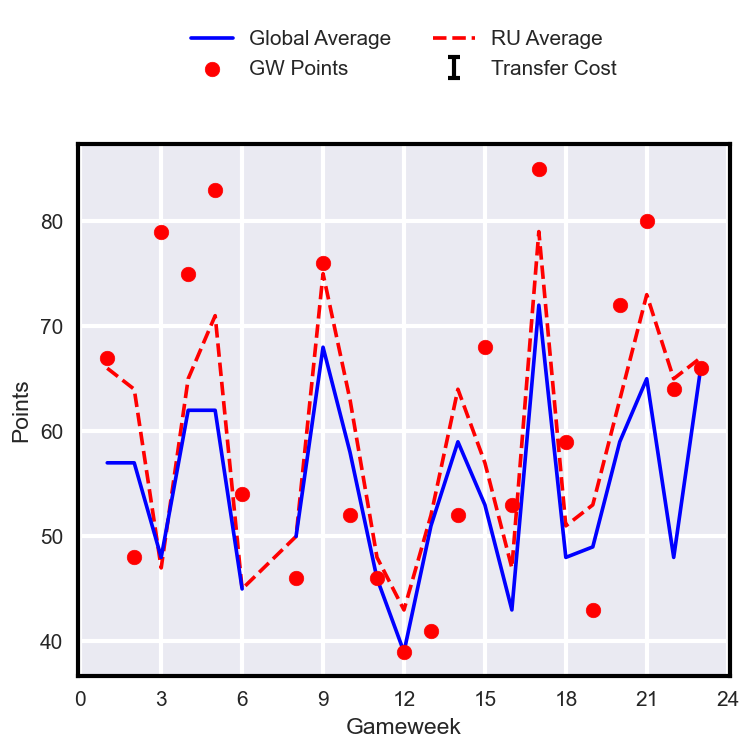 Global Average RU Average
GW Points Transfer Cost
80
70
60
50
40
Points
0 3 6 9 12 15 18 21 24
Gameweek